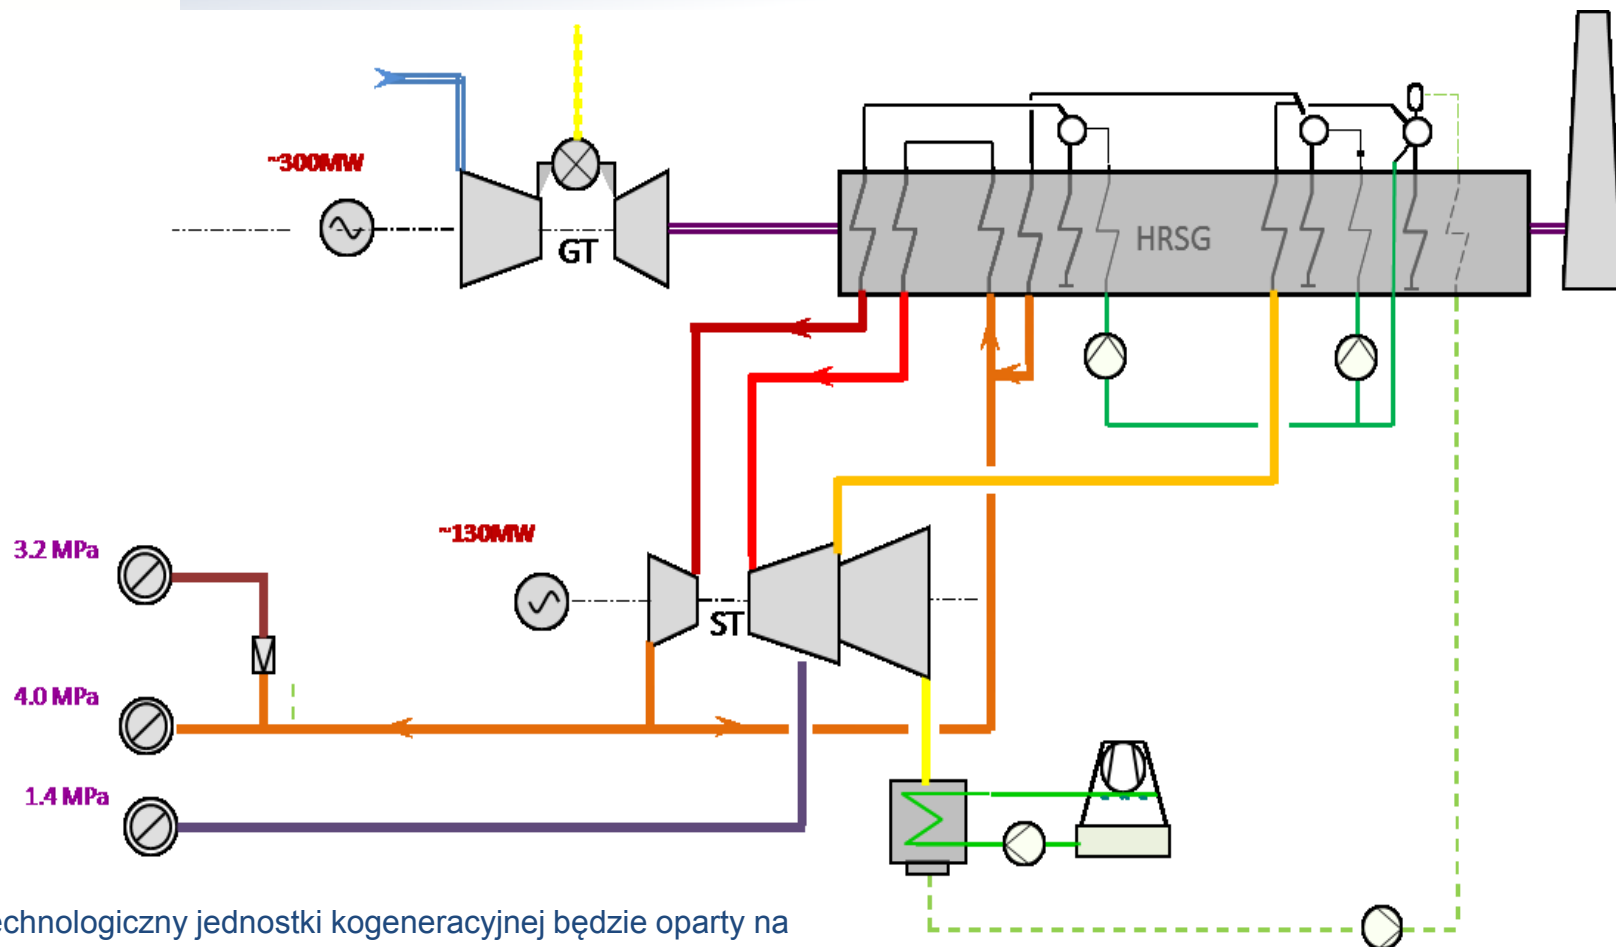 ~300MW
GT
HRSG
~130MW
3.2 MPa
ST
4.0 MPa
1.4 MPa
echnologiczny jednostki kogeneracyjnej będzie oparty na